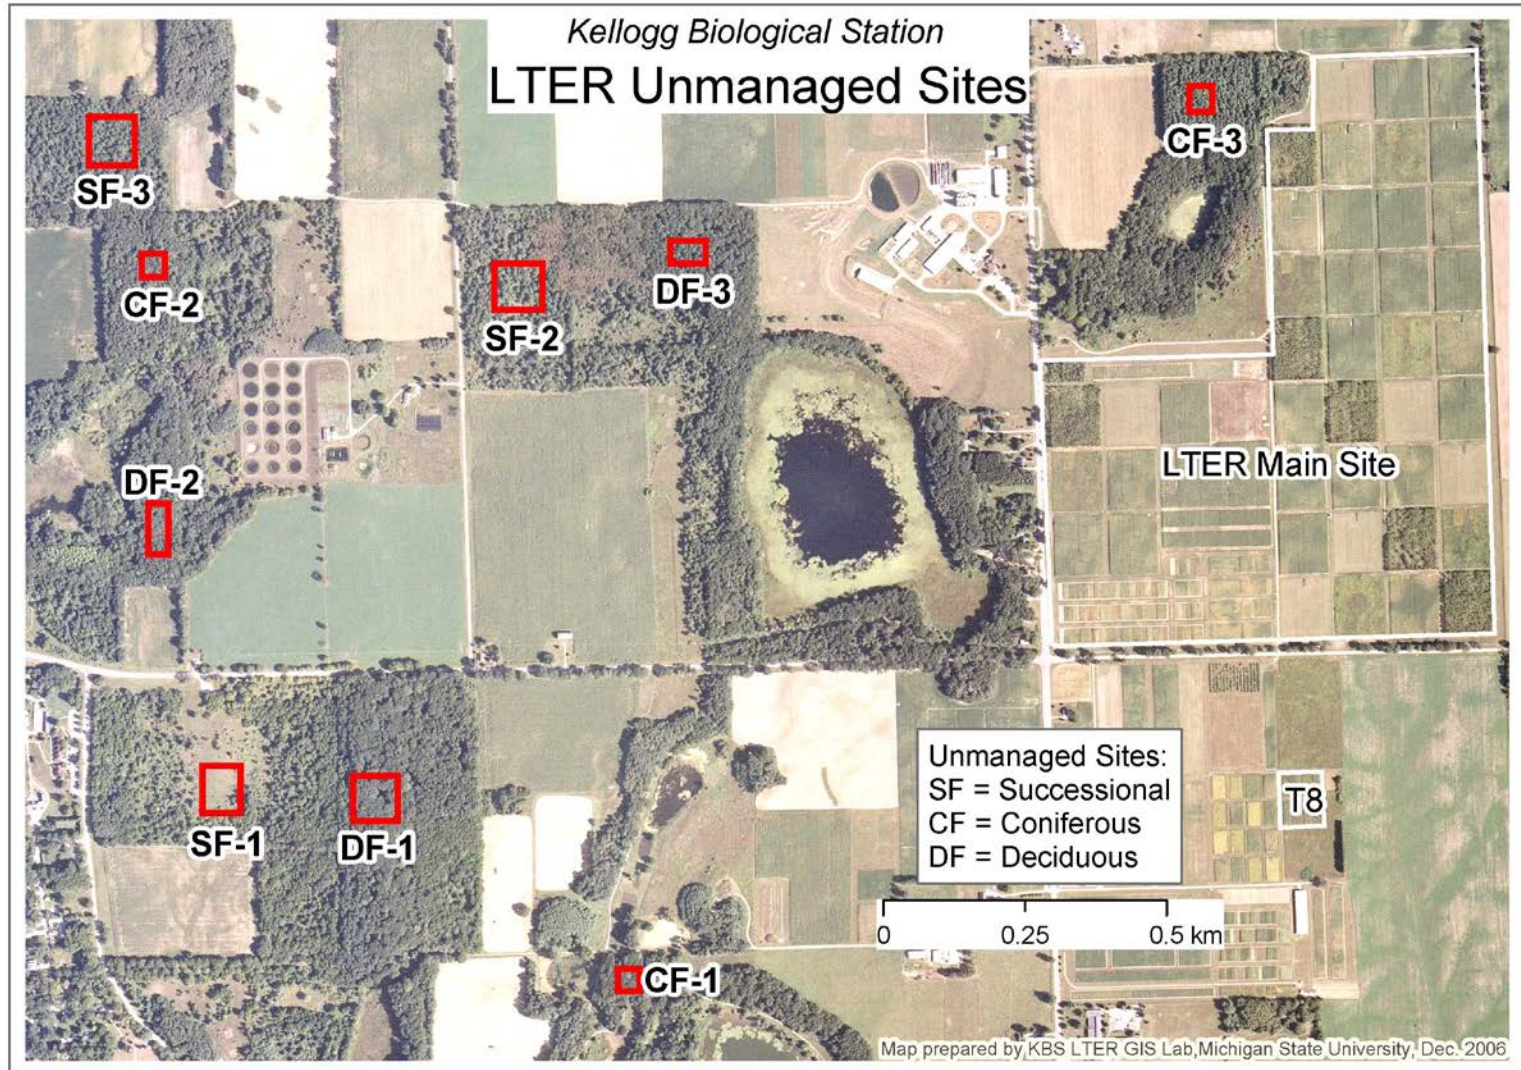 Kellogg Biological Station
LTER Unmanaged Sites
CF-3
SF-3
CF-2
SF-2
DF-3
DF-2
LTER Main Site
SF-1
DF-1
CF-1
T8
Unmanaged Sites:
SF = Successional
CF = Coniferous
DF = Deciduous
0 0.25 0.5 km
Map prepared by KBS LTER GIS Lab,Michigan State University, Dec. 2006